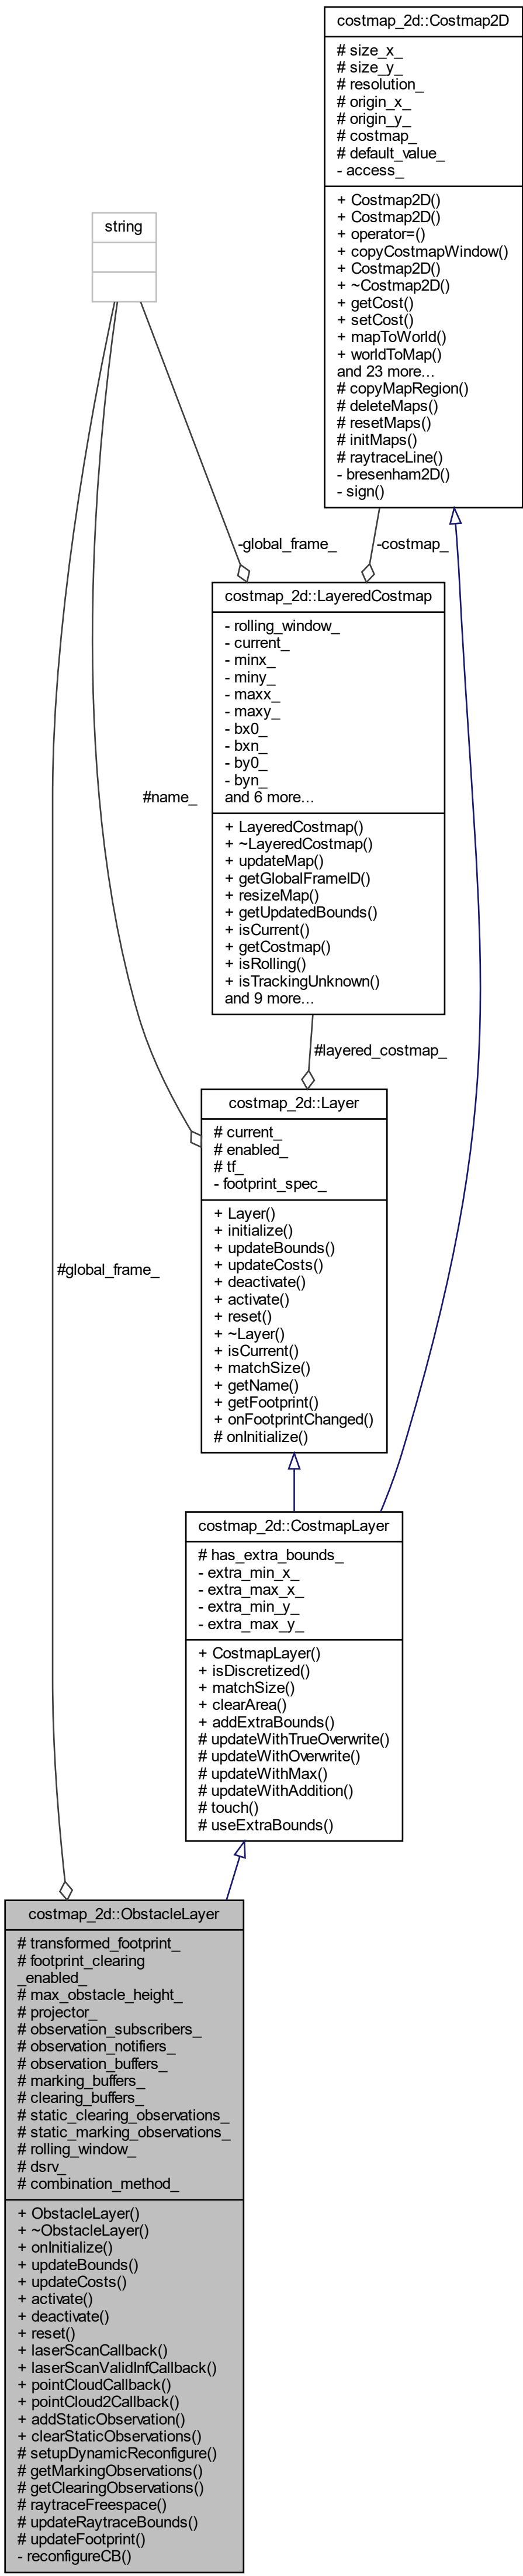 costmap_2d::Costmap2D
# size_x_
# size_y_
# resolution_
# origin_x_
# origin_y_
# costmap_
# default_value_
- access_
+ Costmap2D()
+ Costmap2D()
+ operator=()
+ copyCostmapWindow()
+ Costmap2D()
+ ~Costmap2D()
+ getCost()
+ setCost()
+ mapToWorld()
+ worldToMap()
and 23 more...
# copyMapRegion()
# deleteMaps()
# resetMaps()
# initMaps()
# raytraceLine()
- bresenham2D()
- sign()
string
-global_frame_
-costmap_
costmap_2d::LayeredCostmap
- rolling_window_
- current_
- minx_
- miny_
- maxx_
- maxy_
- bx0_
- bxn_
- by0_
- byn_
and 6 more...
+ LayeredCostmap()
+ ~LayeredCostmap()
+ updateMap()
+ getGlobalFrameID()
+ resizeMap()
+ getUpdatedBounds()
+ isCurrent()
+ getCostmap()
+ isRolling()
+ isTrackingUnknown()
and 9 more...
#name_
#layered_costmap_
costmap_2d::Layer
# current_
# enabled_
# tf_
- footprint_spec_
+ Layer()
+ initialize()
+ updateBounds()
+ updateCosts()
+ deactivate()
+ activate()
+ reset()
+ ~Layer()
+ isCurrent()
+ matchSize()
+ getName()
+ getFootprint()
+ onFootprintChanged()
# onInitialize()
#global_frame_
costmap_2d::CostmapLayer
# has_extra_bounds_
- extra_min_x_
- extra_max_x_
- extra_min_y_
- extra_max_y_
+ CostmapLayer()
+ isDiscretized()
+ matchSize()
+ clearArea()
+ addExtraBounds()
# updateWithTrueOverwrite()
# updateWithOverwrite()
# updateWithMax()
# updateWithAddition()
# touch()
# useExtraBounds()
costmap_2d::ObstacleLayer
# transformed_footprint_
# footprint_clearing
_enabled_
# max_obstacle_height_
# projector_
# observation_subscribers_
# observation_notifiers_
# observation_buffers_
# marking_buffers_
# clearing_buffers_
# static_clearing_observations_
# static_marking_observations_
# rolling_window_
# dsrv_
# combination_method_
+ ObstacleLayer()
+ ~ObstacleLayer()
+ onInitialize()
+ updateBounds()
+ updateCosts()
+ activate()
+ deactivate()
+ reset()
+ laserScanCallback()
+ laserScanValidInfCallback()
+ pointCloudCallback()
+ pointCloud2Callback()
+ addStaticObservation()
+ clearStaticObservations()
# setupDynamicReconfigure()
# getMarkingObservations()
# getClearingObservations()
# raytraceFreespace()
# updateRaytraceBounds()
# updateFootprint()
- reconfigureCB()